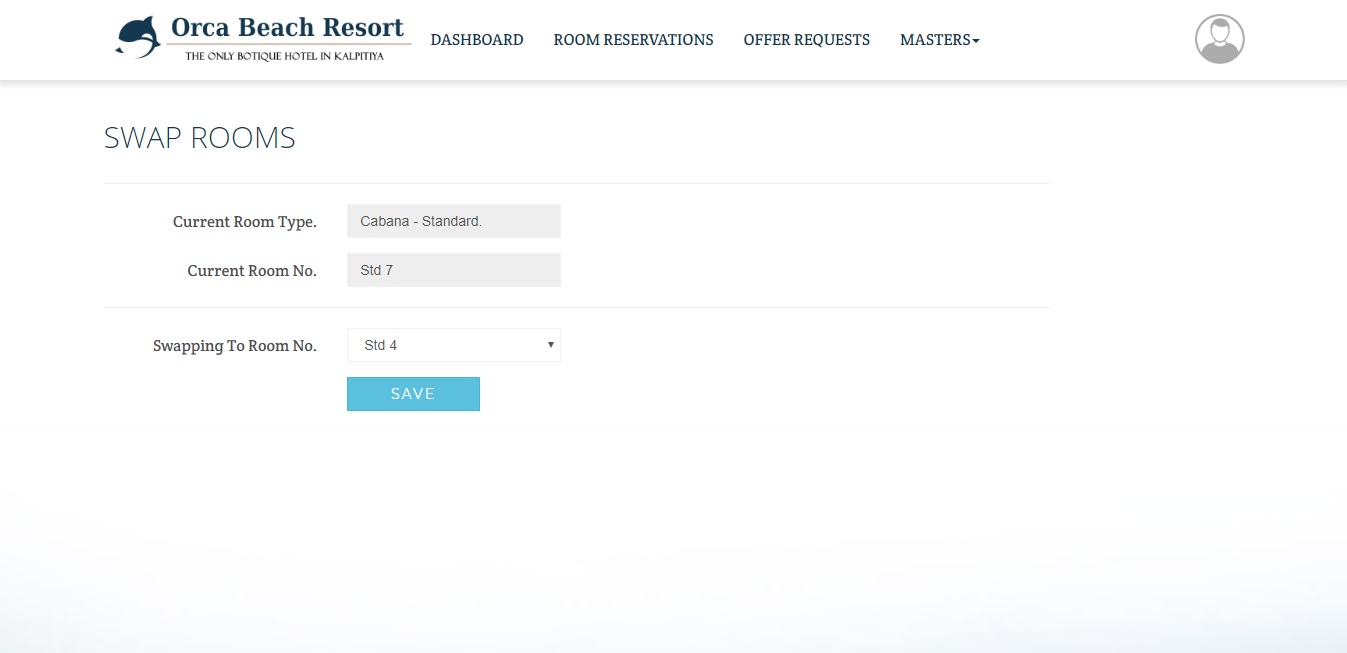 Orca Beach Resort
THE ONLY BOTIQUE HOTEL IN KALPITIYA
DASHBOARD ROOM RESERVATIONS OFFER REQUESTS MASTERS
SWAP ROOMS
Current Room Type. Cabana - Standard.
Current Room No. Std 7
Swapping To Room No. Std 4
SAVE